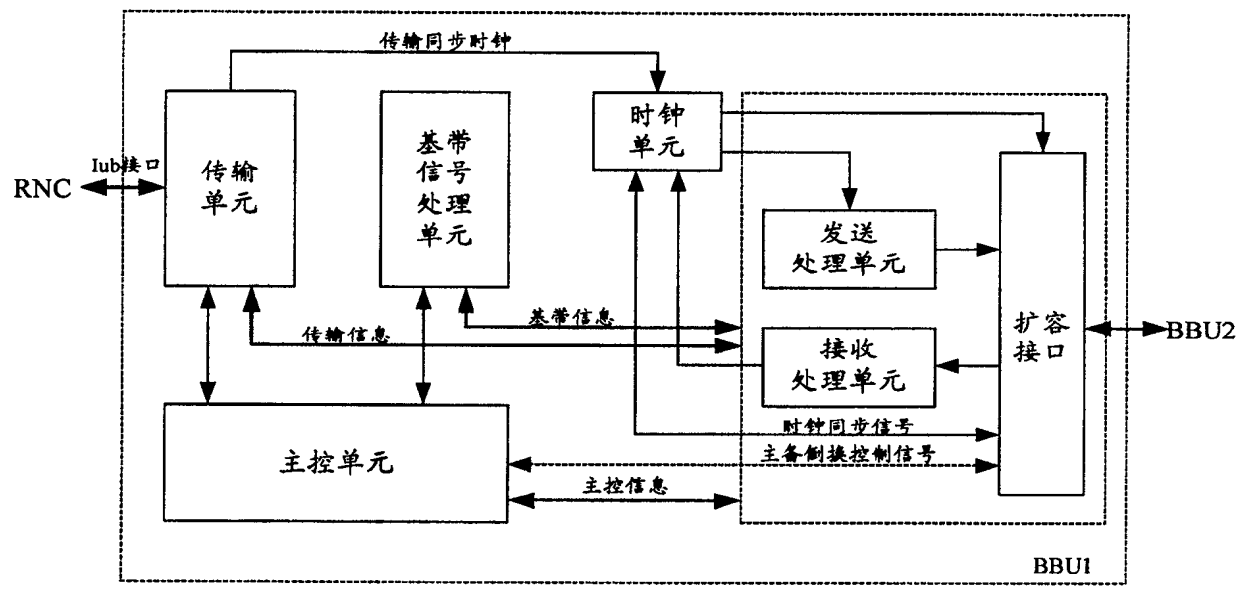 传输同步时钟
时钟
单元
基带
信号
处理
单元
Iub接口
RNC
传输
单元
发送
处理单元
基带信息
传输信息
接收
处理单元
扩容
接口
BBU2
时钟同步信号
主备倒换控制信号
主控单元
主控信息
BBU1